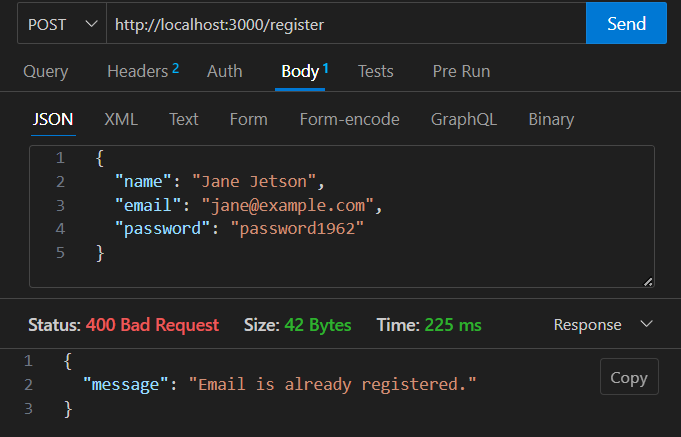 POST http://localhost:3000/register Send
Query Headers 2 Auth Body 1 Tests Pre Run
JSON XML Text Form Form-encode GraphQL Binary
1 {
2 "name": "Jane Jetson",
3 "email": "jane@example.com",
4 "password": "password1962"
5 }
Status: 400 Bad Request Size: 42 Bytes Time: 225 ms Response
1 {
2 "message": "Email is already registered." Copy
3 }